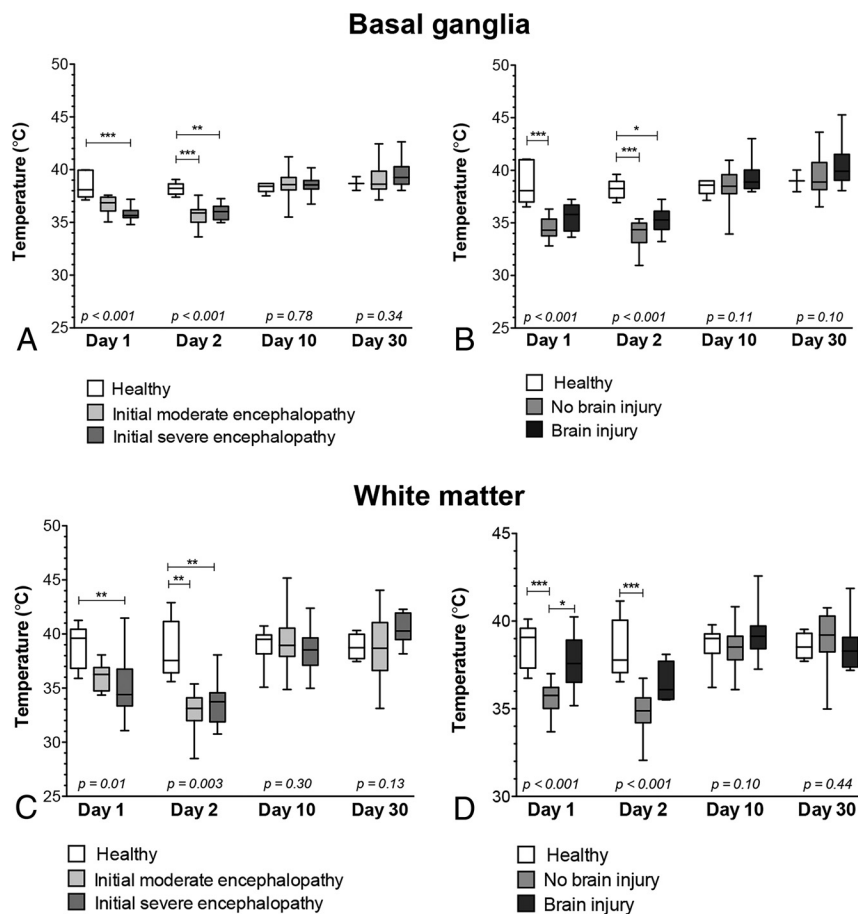 Basal ganglia
Temperature (°C)
50
45
40
35
30
25
***
**
***
p < 0.001
p < 0.001
p = 0.78
p = 0.34
A
Day 1
Day 2
Day 10
Day 30
Healthy
Initial moderate encephalopathy
Initial severe encephalopathy
Temperature (°C)
50
45
40
35
30
25
***
*
***
p < 0.001
p < 0.001
p = 0.11
p = 0.10
B
Day 1
Day 2
Day 10
Day 30
Healthy
No brain injury
Brain injury
White matter
Temperature (°C)
50
45
40
35
30
25
**
**
**
p = 0.01
p = 0.003
p = 0.30
p = 0.13
C
Day 1
Day 2
Day 10
Day 30
Healthy
Initial moderate encephalopathy
Initial severe encephalopathy
Temperature (°C)
45
40
35
30
***
*
***
p < 0.001
p < 0.001
p = 0.10
p = 0.44
D
Day 1
Day 2
Day 10
Day 30
Healthy
No brain injury
Brain injury